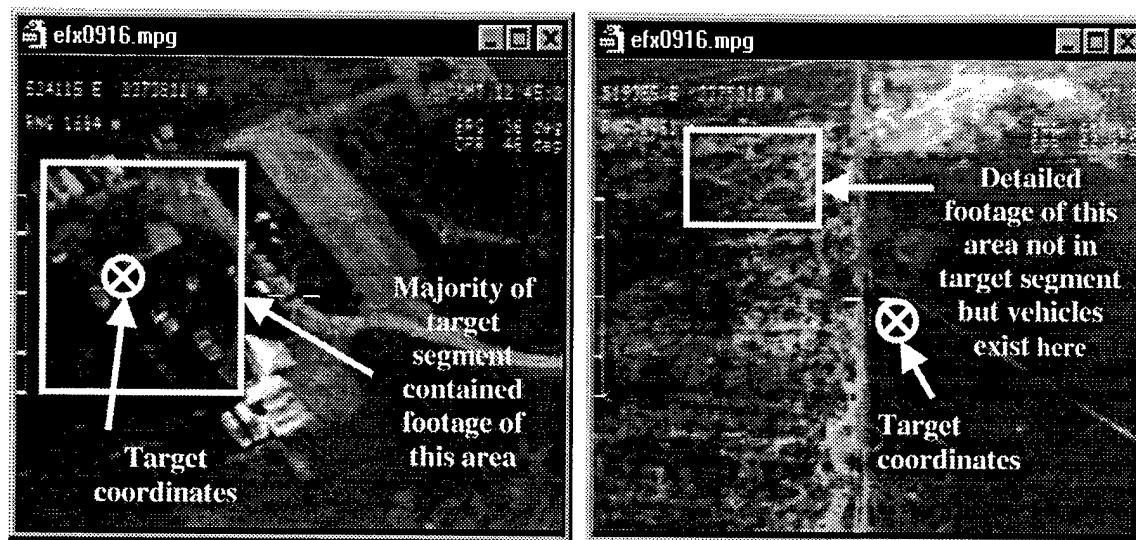 efx0916.mpg
Majority of
target
segment
contained
footage of
this area
Target
coordinates
efx0916.mpg
Detailed
footage of this
area not in
target segment
but vehicles
exist here
Target
coordinates